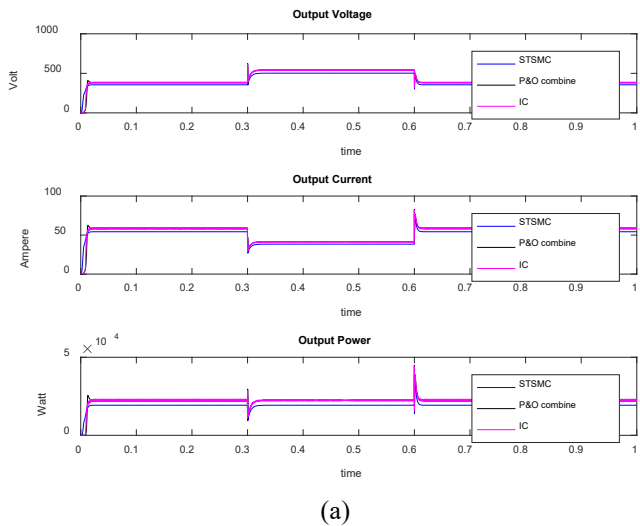 Output Voltage
1000
500
0
Volt
STSMC
P&O combine
IC
0 0.1 0.2 0.3 0.4 0.5 0.6 0.7 0.8 0.9 1
time
Output Current
100
50
0
Ampere
STSMC
P&O combine
IC
0 0.1 0.2 0.3 0.4 0.5 0.6 0.7 0.8 0.9 1
time
Output Power
× 10 4
5
0
Watt
STSMC
P&O combine
IC
0 0.1 0.2 0.3 0.4 0.5 0.6 0.7 0.8 0.9 1
time
(a)